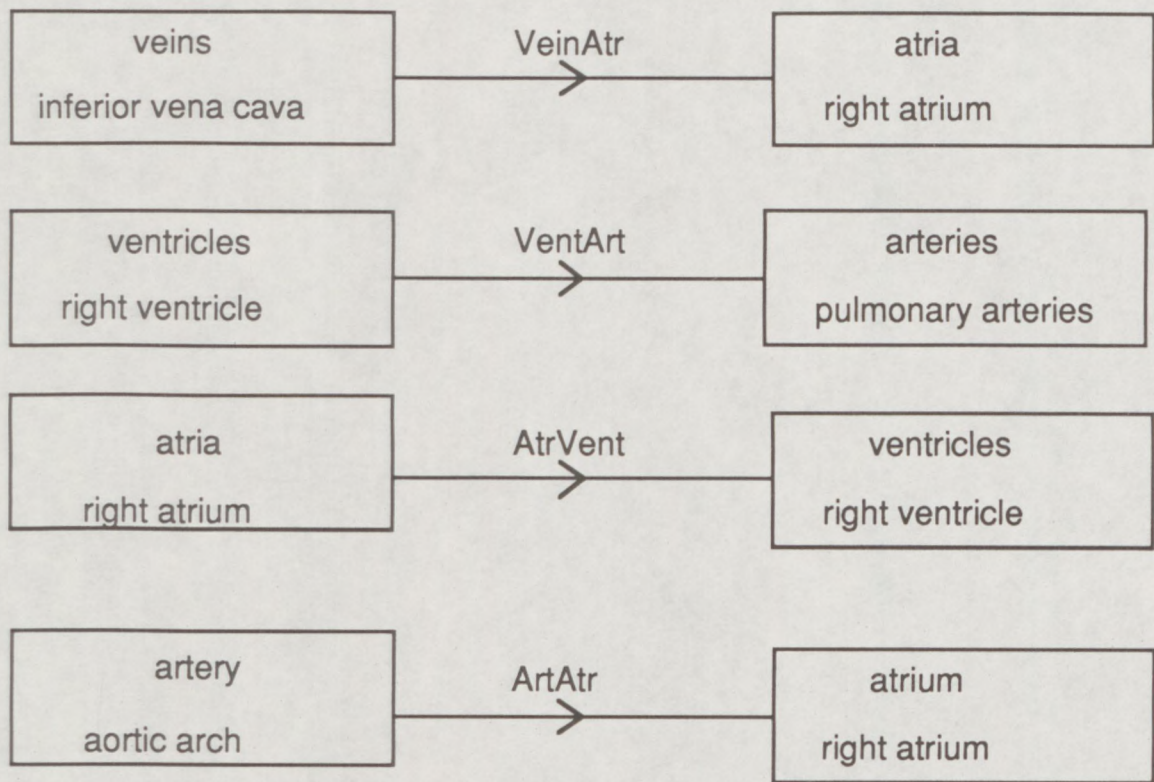 veins
inferior vena cava
VeinAtr
atria
right atrium
ventricles
right ventricle
VentArt
arteries
pulmonary arteries
atria
right atrium
AtrVent
ventricles
right ventricle
artery
aortic arch
ArtAtr
atrium
right atrium